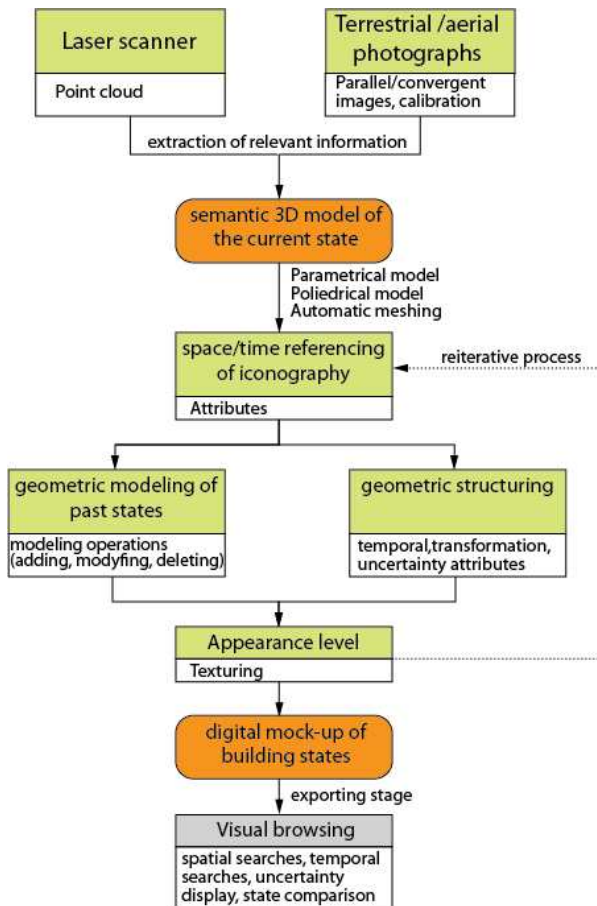 Laser scanner
Point cloud
Terrestrial /aerial
photographs
Parallel/convergent
images, calibration
extraction of relevant information
semantic 3D model of
the current state
Parametrical model
Poliedrical model
Automatic meshing
space/time referencing
of iconography
Attributes
reiterative process
geometric modeling of
past states
modeling operations
(adding, modyfing, deleting)
geometric structuring
temporal,transformation,
uncertainty attributes
Appearance level
Texturing
digital mock-up of
building states
exporting stage
Visual browsing
spatial searches, temporal
searches, uncertainty
display, state comparison